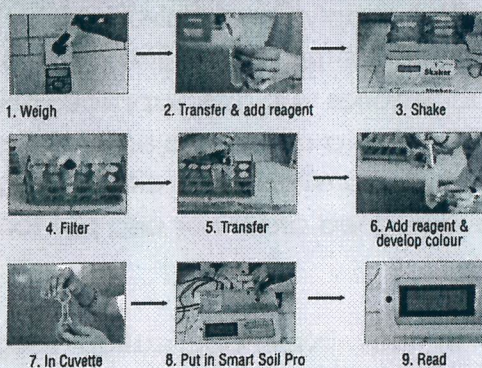 Shaker
1. Weigh
2. Transfer & add reagent
3. Shake
4. Filter
5. Transfer
6. Add reagent &
develop colour
7. In Cuvette
8. Put in Smart Soil Pro
9. Read